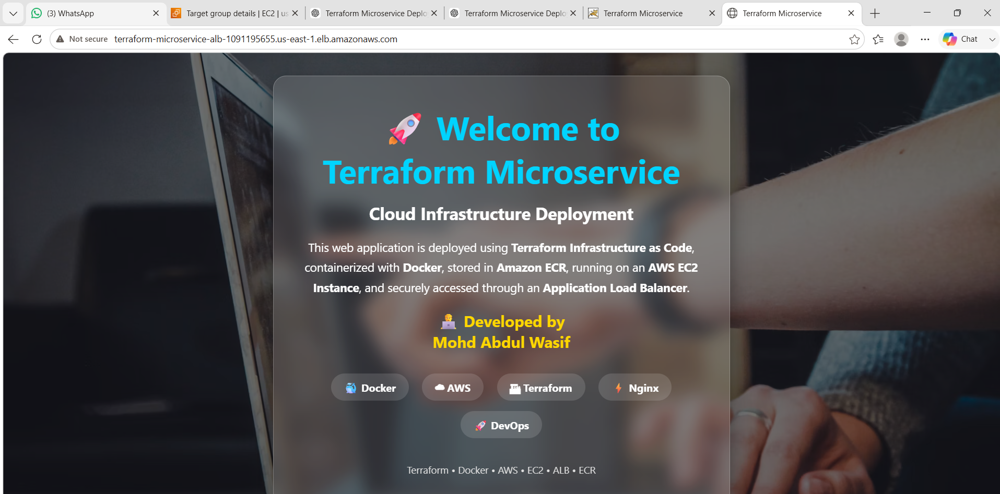 (3) WhatsApp
Target group details | EC2 | us
Terraform Microservice Deplo
Terraform Microservice Deplo
Terraform Microservice
Terraform Microservice
Not secure terraform-microservice-alb-1091195655.us-east-1.elb.amazonaws.com
Chat
🚀 Welcome to
Terraform Microservice
Cloud Infrastructure Deployment
This web application is deployed using Terraform Infrastructure as Code,
containerized with Docker, stored in Amazon ECR, running on an AWS EC2
Instance, and securely accessed through an Application Load Balancer.
👨‍💻 Developed by
Mohd Abdul Wasif
🐳 Docker
☁ AWS
🏗 Terraform
⚡ Nginx
🚀 DevOps
Terraform • Docker • AWS • EC2 • ALB • ECR